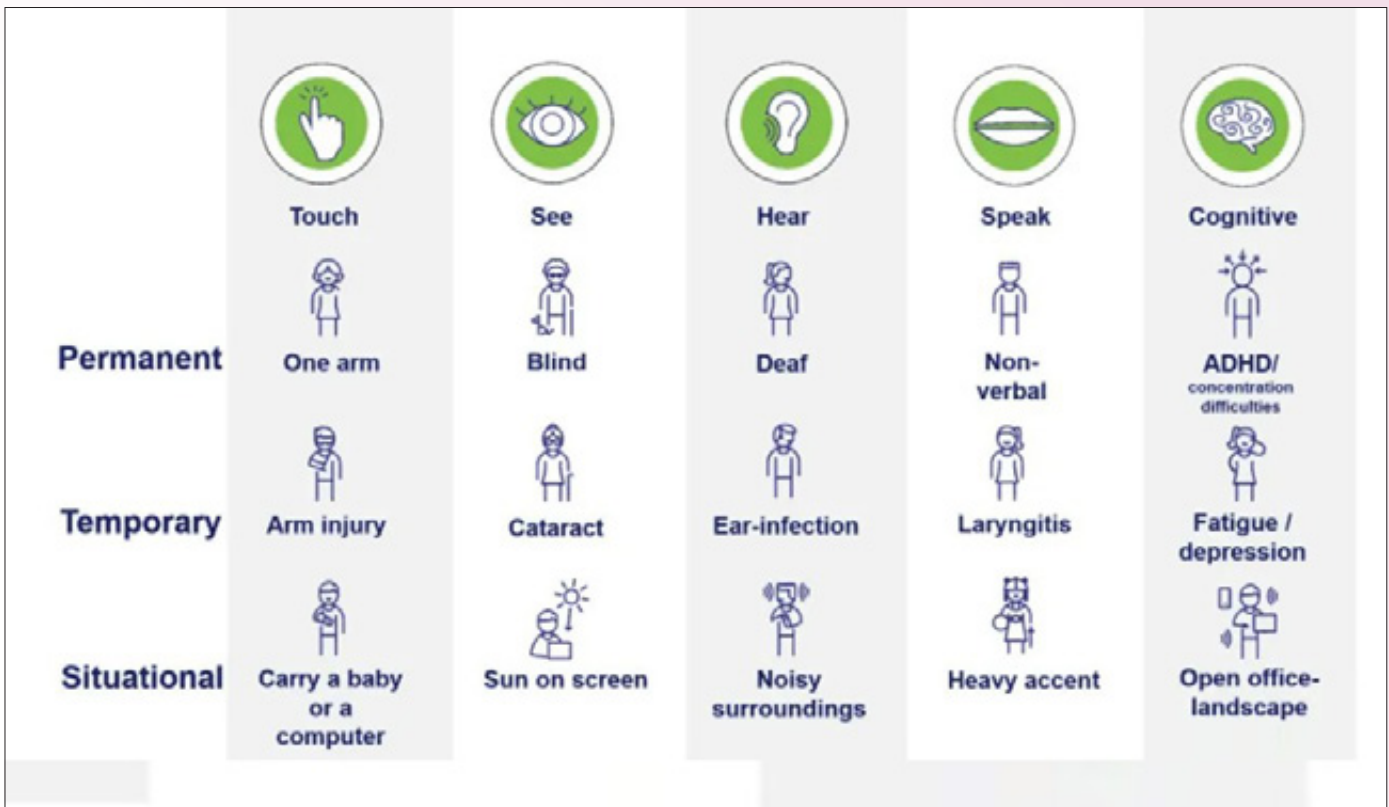 Touch See Hear Speak Cognitive
Permanent One arm Blind Deaf Non-
verbal ADHD/
concentration
difficulties
Temporary Arm injury Cataract Ear-infection Laryngitis Fatigue /
depression
Situational Carry a baby
or a
computer Sun on screen Noisy
surroundings Heavy accent Open office-
landscape